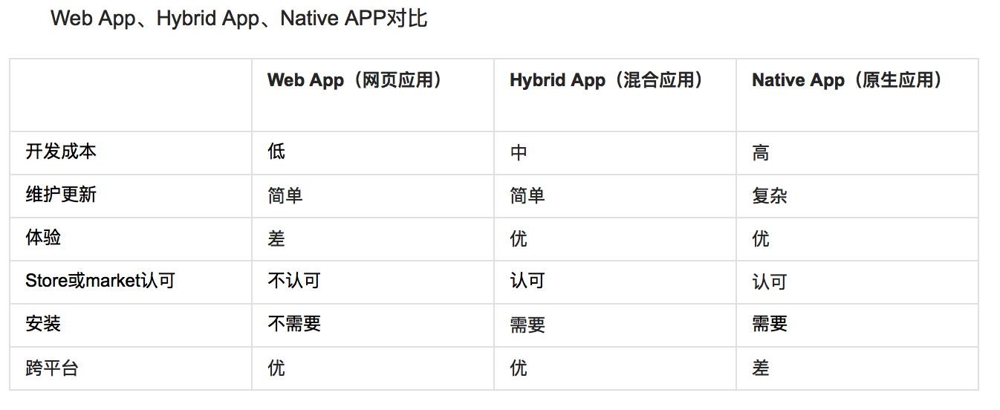 Web App、Hybrid App、Native APP对比
Web App（网页应用） Hybrid App（混合应用） Native App（原生应用）
开发成本 低 中 高
维护更新 简单 简单 复杂
体验 差 优 优
Store或market认可 不认可 认可 认可
安装 不需要 需要 需要
跨平台 优 优 差